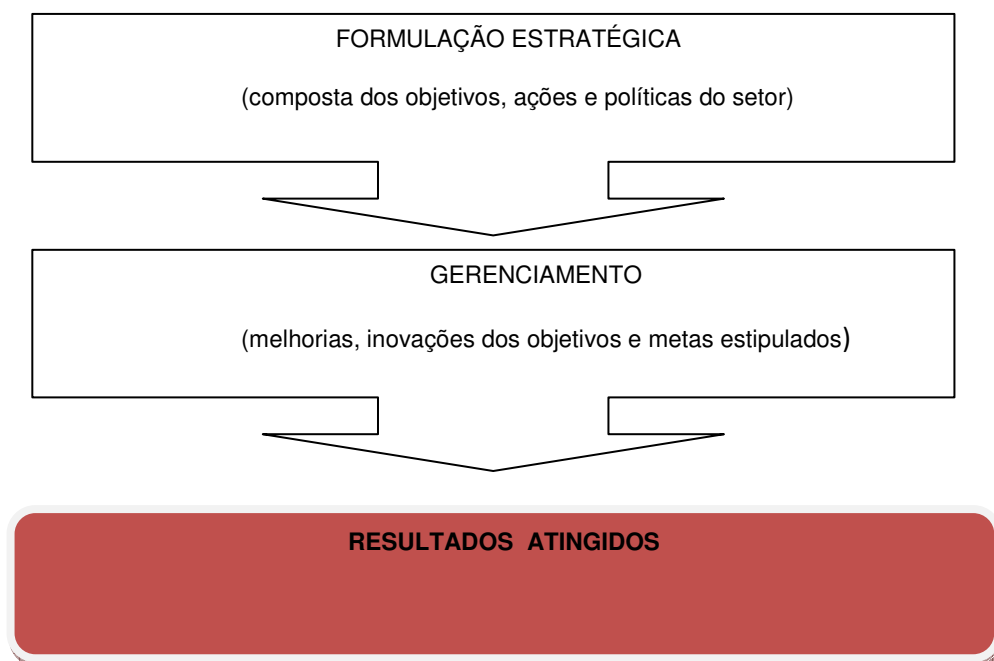 FORMULAÇÃO ESTRATÉGICA
(composta dos objetivos, ações e políticas do setor)
GERENCIAMENTO
(melhorias, inovações dos objetivos e metas estipulados)
RESULTADOS ATINGIDOS